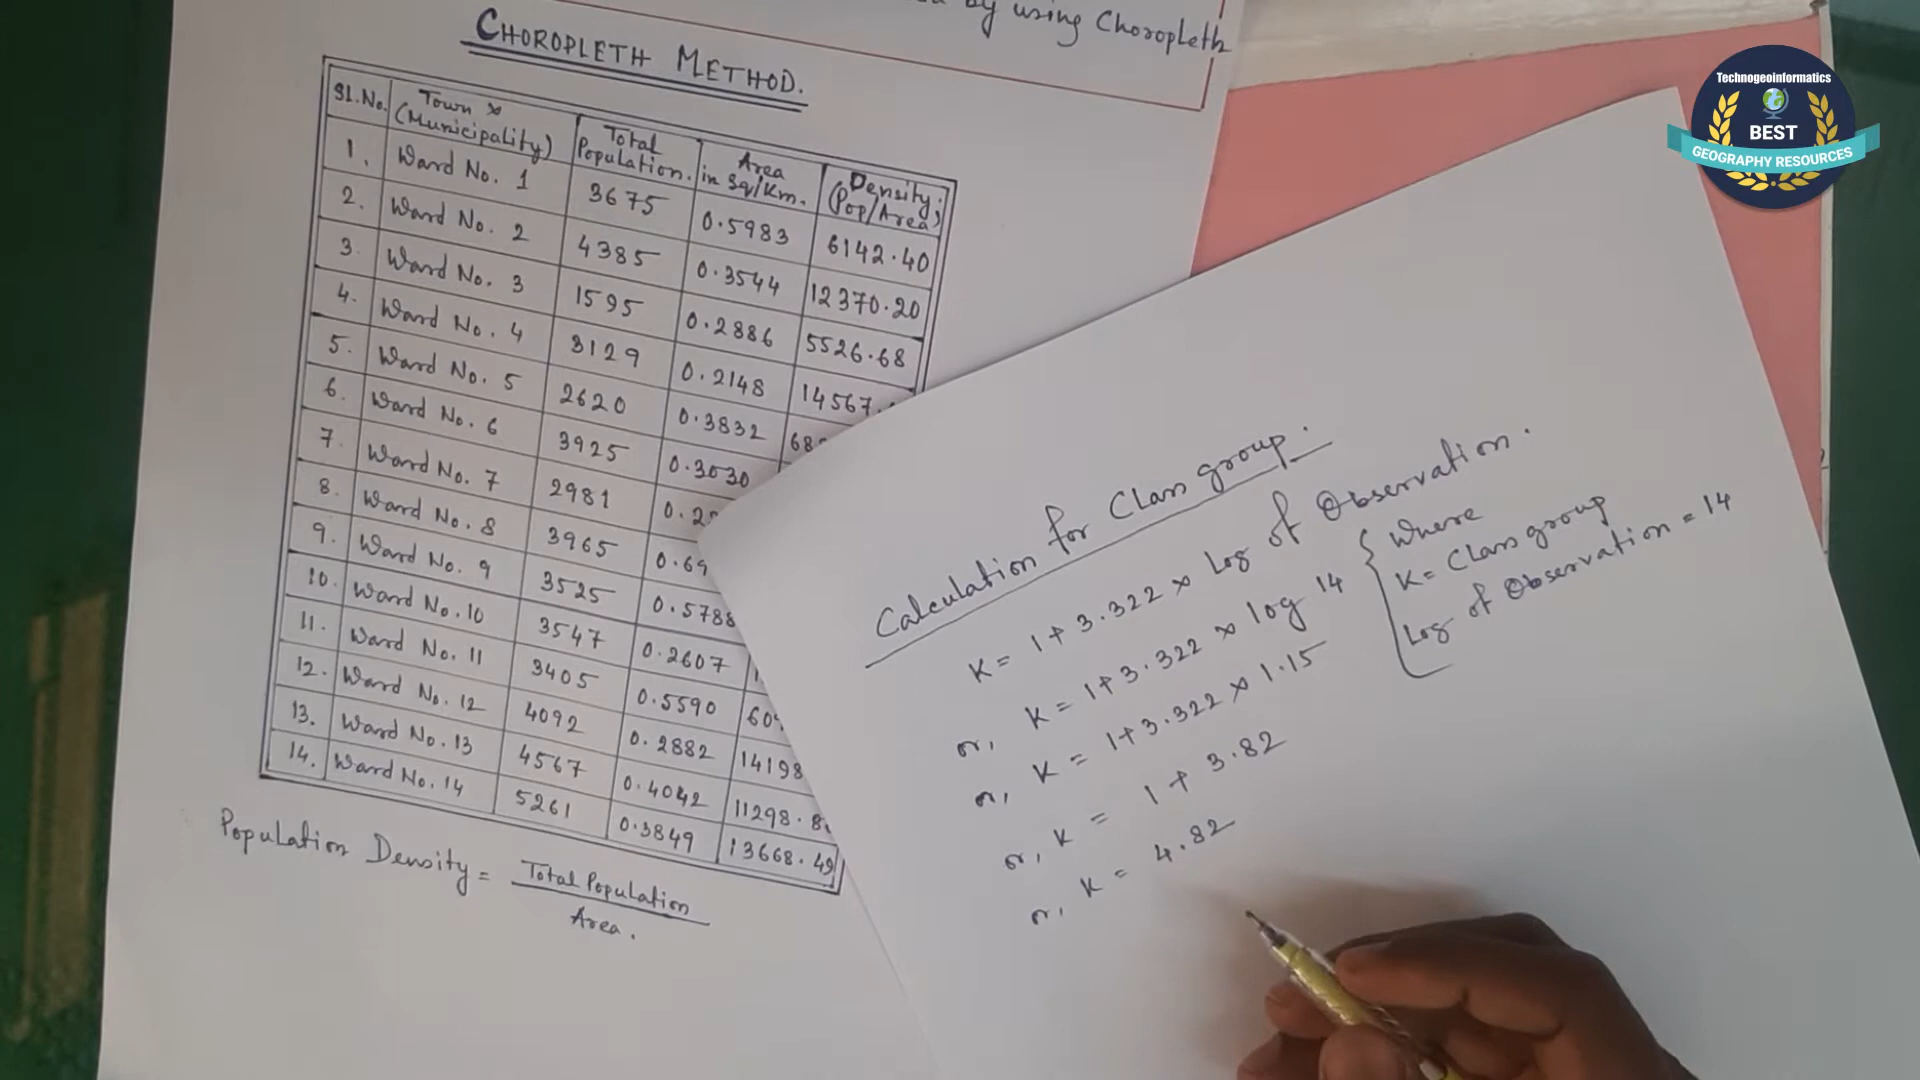 by using Choropleth
CHOROPLETH METHOD.
Sl.No. Town (Municipality) Total Population. Area in Sq/Km. Density. (Pop/Area)
1. Ward No. 1 3675 0.5983 6142.40
2. Ward No. 2 4385 0.3544 12370.20
3. Ward No. 3 1595 0.2886 5526.68
4. Ward No. 4 3129 0.2148 14567.
5. Ward No. 5 2620 0.3832 68
6. Ward No. 6 3925 0.3030
7. Ward No. 7 2981 0.2
8. Ward No. 8 3965 0.69
9. Ward No. 9 3525 0.5788
10. Ward No. 10 3547 0.2607 1
11. Ward No. 11 3405 0.5590 60
12. Ward No. 12 4092 0.2882 14198
13. Ward No. 13 4567 0.4042 11298.8
14. Ward No. 14 5261 0.3849 13668.49
Population Density = Total Population
Area.
Calculation for Class group.
K = 1+ 3.322 × Log of Observation.
or, K = 1+3.322 × log 14
or, K = 1+3.322 × 1.15
or, K = 1 + 3.82
or, K = 4.82
{ Where
K= Class group
Log of Observation = 14
Technogeoinformatics
BEST
GEOGRAPHY RESOURCES